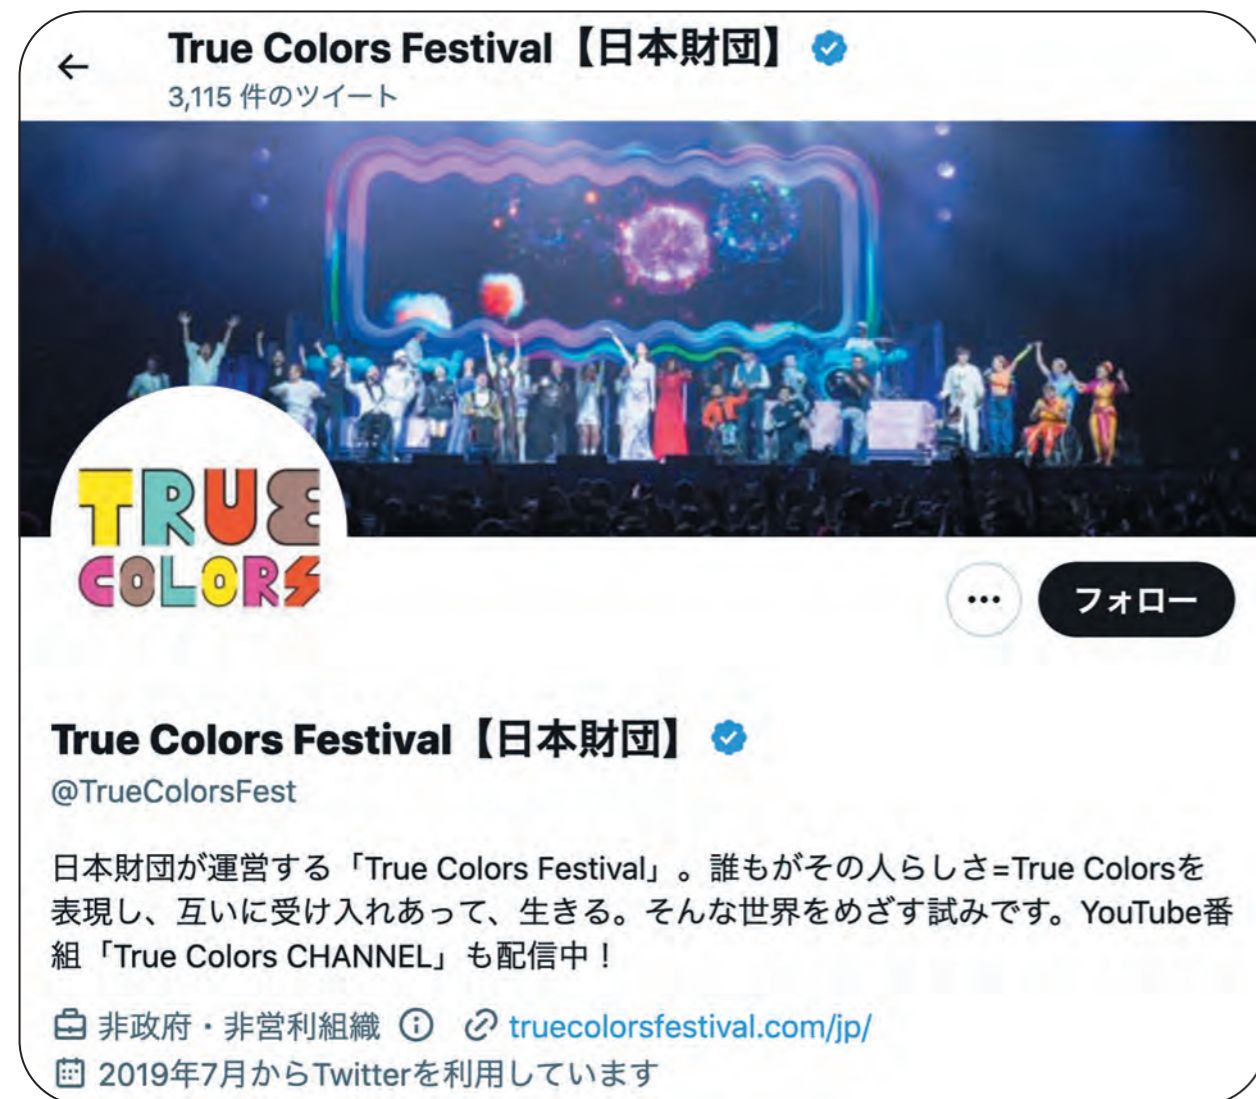 True Colors Festival【日本財団】
3,115 件のツイート
TRUE
COLORS
フォロー
True Colors Festival【日本財団】
@TrueColorsFest
日本財団が運営する「True Colors Festival」。誰もがその人らしさ=True Colorsを
表現し、互いに受け入れあって、生きる。そんな世界をめざす試みです。YouTube番
組「True Colors CHANNEL」も配信中！
非政府・非営利組織 truecolorsfestival.com/jp/
2019年7月からTwitterを利用しています